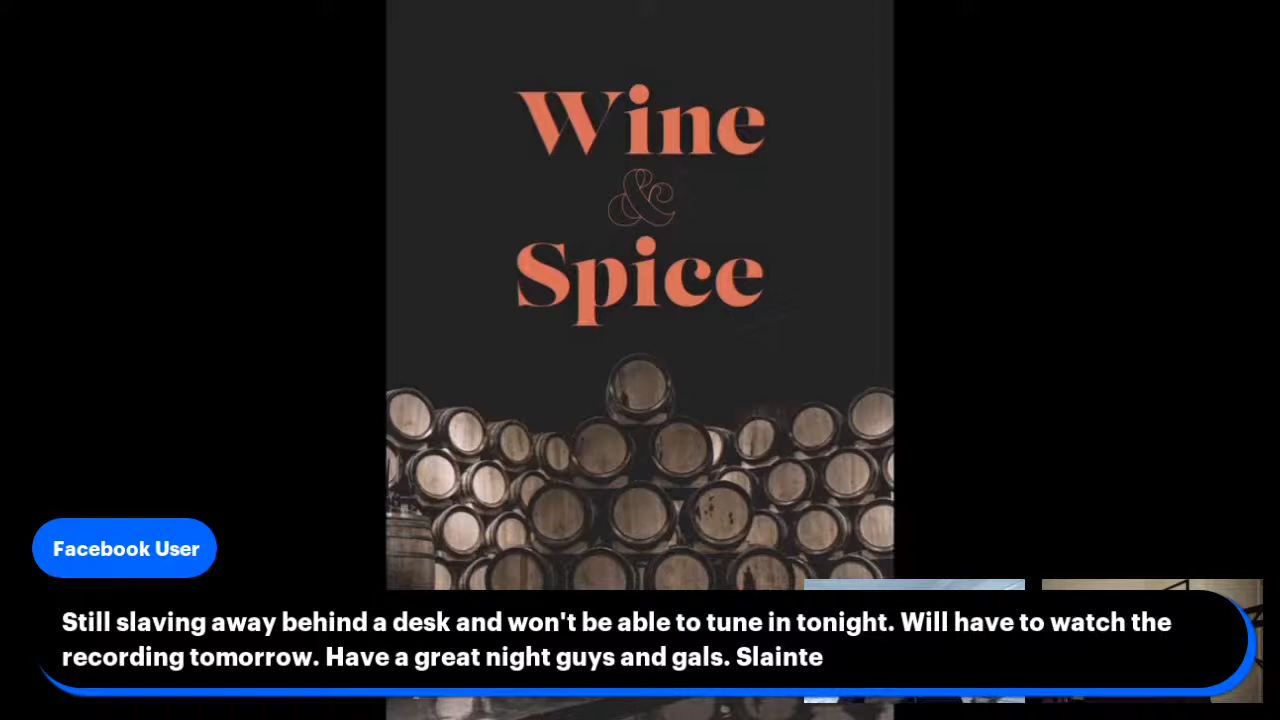 Wine
&
Spice
Facebook User
Still slaving away behind a desk and won't be able to tune in tonight. Will have to watch the
recording tomorrow. Have a great night guys and gals. Slainte